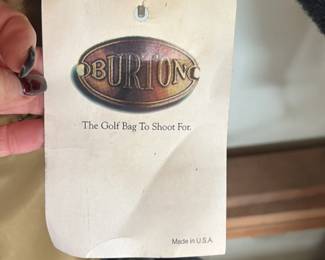 BURTON
The Golf Bag To Shoot For.
Made in U.S.A.